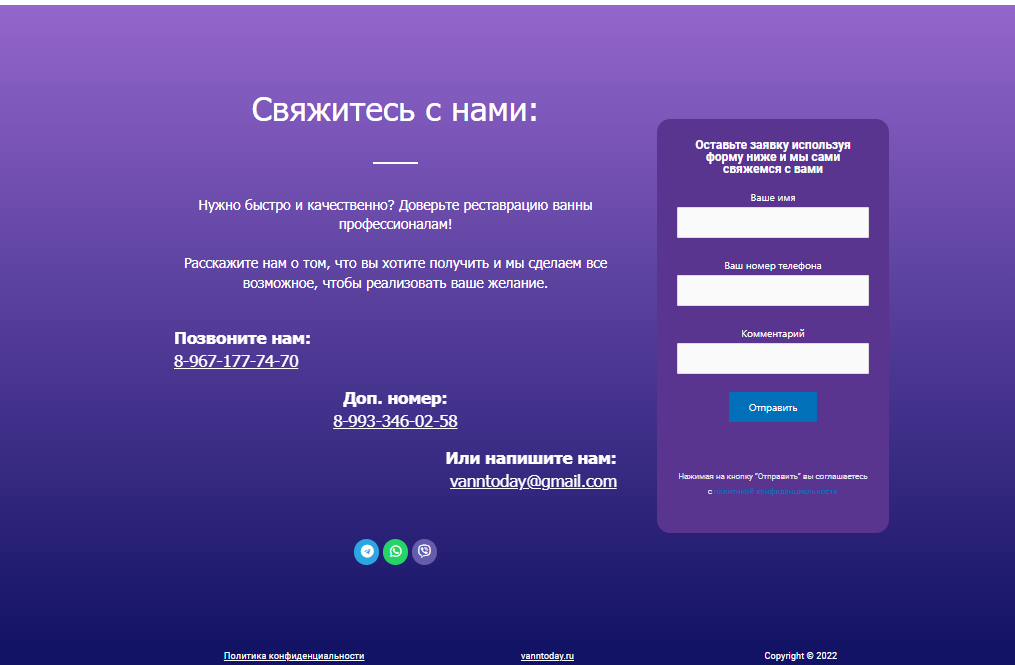 Свяжитесь с нами:
Нужно быстро и качественно? Доверьте реставрацию ванны
профессионалам!
Расскажите нам о том, что вы хотите получить и мы сделаем все
возможное, чтобы реализовать ваше желание.
Позвоните нам:
8-967-177-74-70
Доп. номер:
8-993-346-02-58
Или напишите нам:
vanntoday@gmail.com
Оставьте заявку используя
форму ниже и мы сами
свяжемся с вами
Ваше имя
Ваш номер телефона
Комментарий
Отправить
Нажимая на кнопку "Отправить" вы соглашаетесь
с политикой конфиденциальности
Политика конфиденциальности
vanntoday.ru
Copyright © 2022